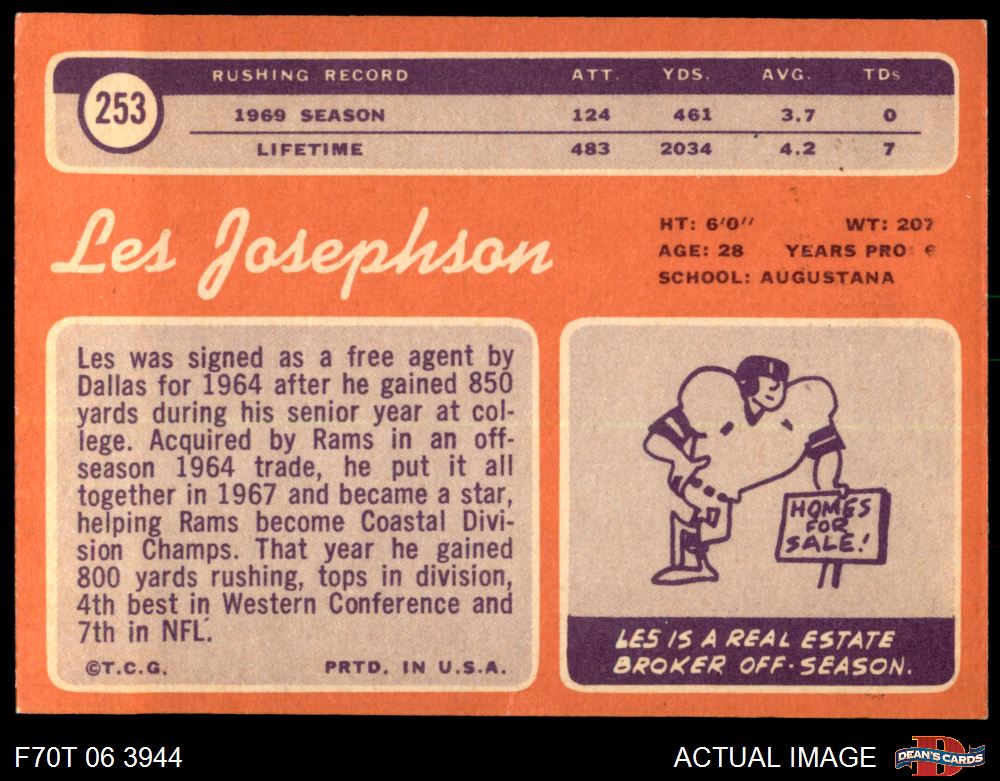 253
RUSHING RECORD ATT. YDS. AVG. TDs
1969 SEASON 124 461 3.7 0
LIFETIME 483 2034 4.2 7
Les Josephson
HT: 6'0" WT: 207
AGE: 28 YEARS PRO: 6
SCHOOL: AUGUSTANA
Les was signed as a free agent by
Dallas for 1964 after he gained 850
yards during his senior year at col-
lege. Acquired by Rams in an off-
season 1964 trade, he put it all
together in 1967 and became a star,
helping Rams become Coastal Divi-
sion Champs. That year he gained
800 yards rushing, tops in division,
4th best in Western Conference and
7th in NFL.
©T.C.G. PRTD. IN U.S.A.
HOMES
FOR
SALE!
LES IS A REAL ESTATE
BROKER OFF-SEASON.
F70T 06 3944 ACTUAL IMAGE
D
DEAN'S CARDS